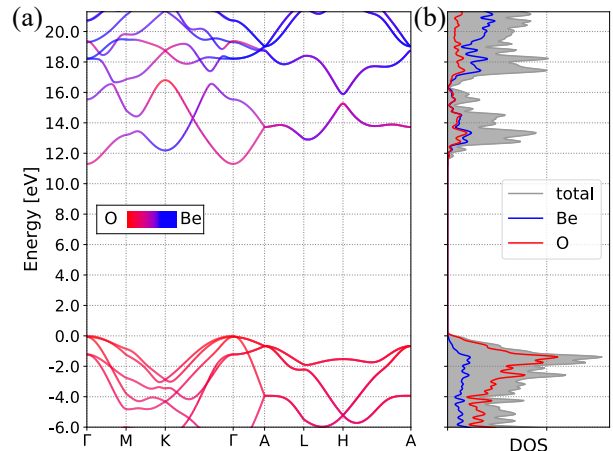 (a)
(b)
Energy [eV]
20.0
18.0
16.0
14.0
12.0
10.0
8.0
6.0
4.0
2.0
0.0
-2.0
-4.0
-6.0
O Be
total
Be
O
Γ M K Γ A L H A
DOS